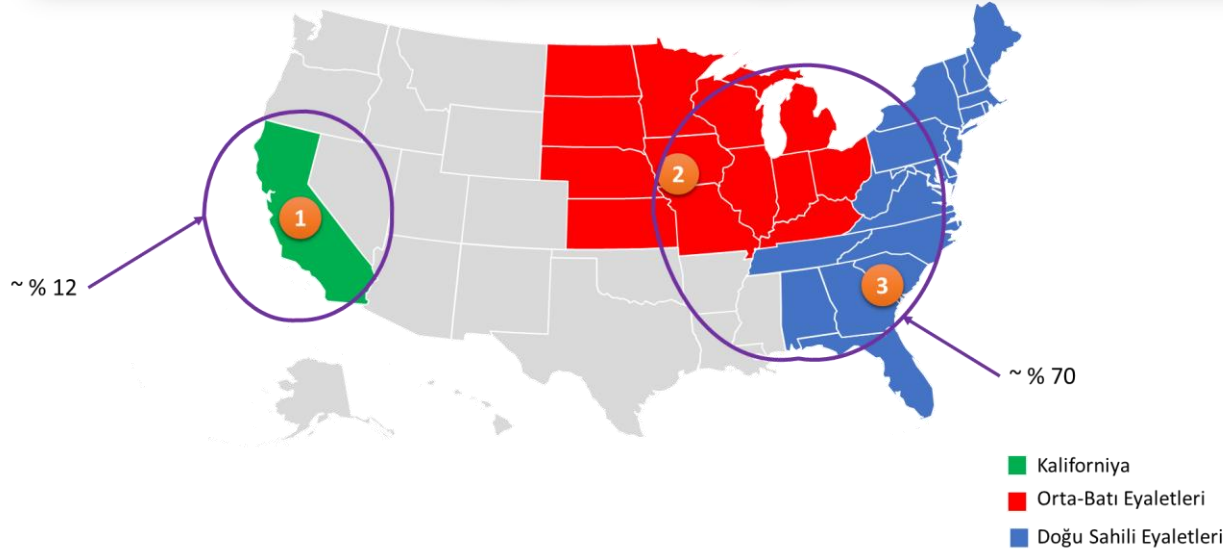 1
2
3
~ % 12
~ % 70
Kaliforniya
Orta-Batı Eyaletleri
Doğu Sahili Eyaletleri